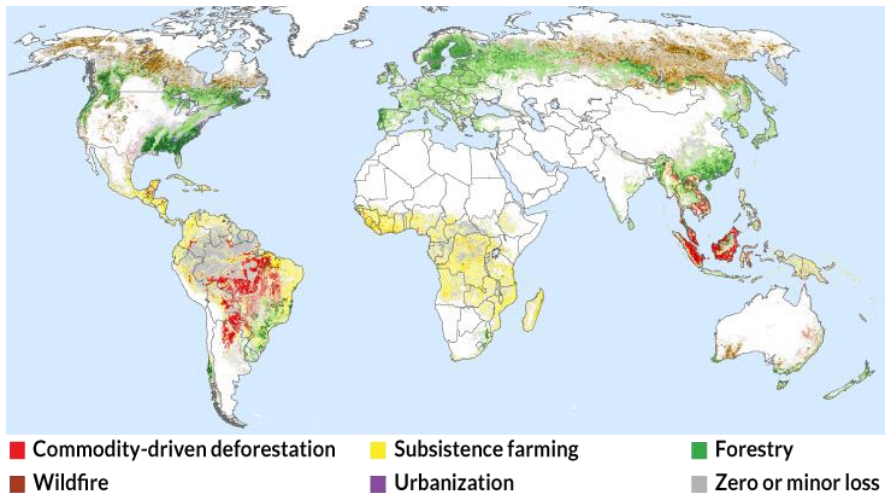 Commodity-driven deforestation
Subsistence farming
Forestry
Wildfire
Urbanization
Zero or minor loss